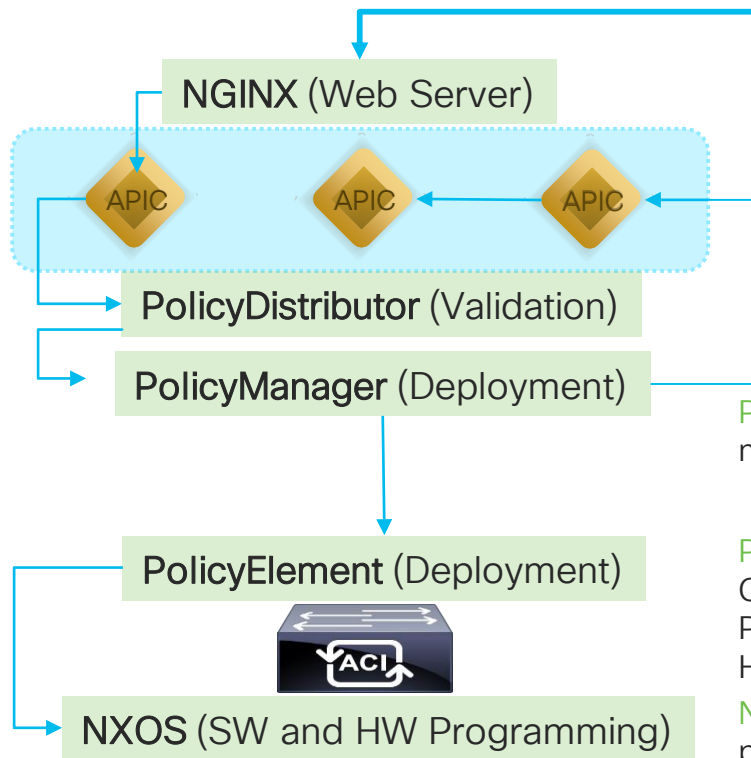 NGINX (Web Server)
APIC
APIC
APIC
PolicyDistributor (Validation)
PolicyManager (Deployment)
PolicyElement (Deployment)
ACI
NXOS (SW and HW Programming)